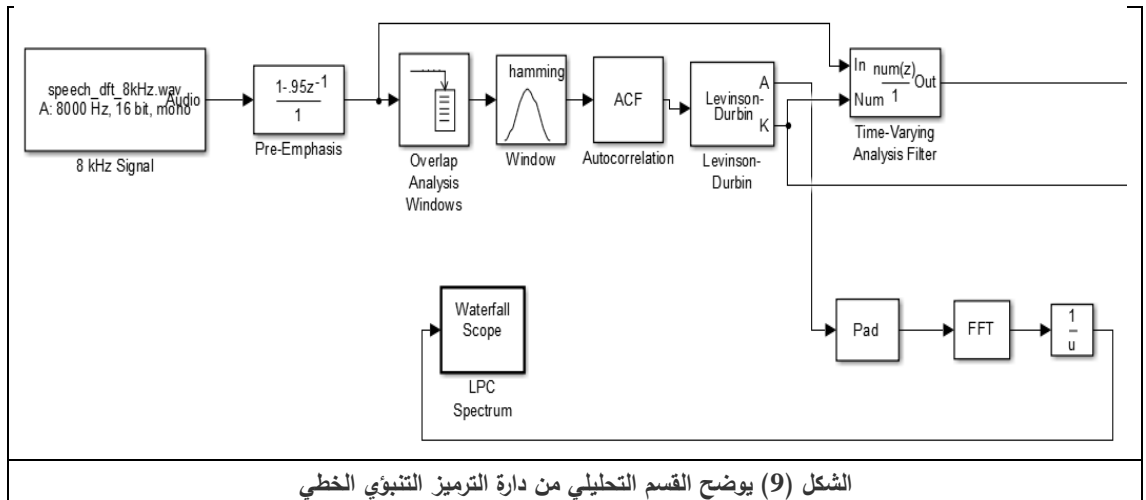 speech_dft_8kHz.wav
Audio
A: 8000 Hz, 16 bit, mono
8 kHz Signal
1-.95z⁻¹
1
Pre-Emphasis
Overlap
Analysis
Windows
hamming
Window
ACF
Autocorrelation
A
Levinson-
Durbin
K
Levinson-
Durbin
In
num(z)
Out
Num
1
Time-Varying
Analysis Filter
Waterfall
Scope
LPC
Spectrum
Pad
FFT
1
u
الشكل (9) يوضح القسم التحليلي من دارة الترميز التنبؤي الخطي